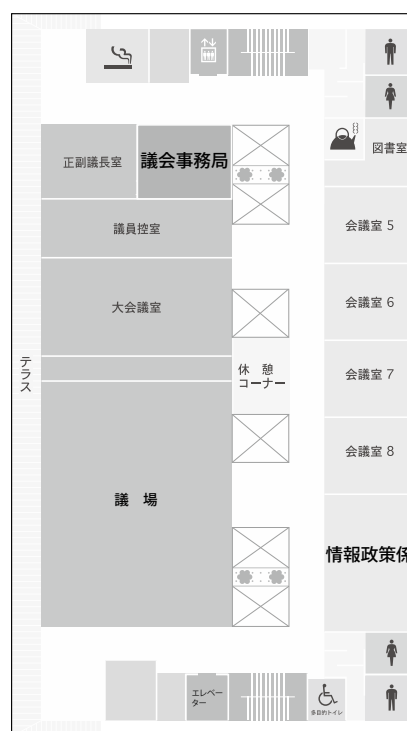 正副議長室
議会事務局
図書室
議員控室
会議室 5
大会議室
会議室 6
テラス
休　憩
コーナー
会議室 7
会議室 8
議　場
情報政策係
エレベー
ター
多目的トイレ